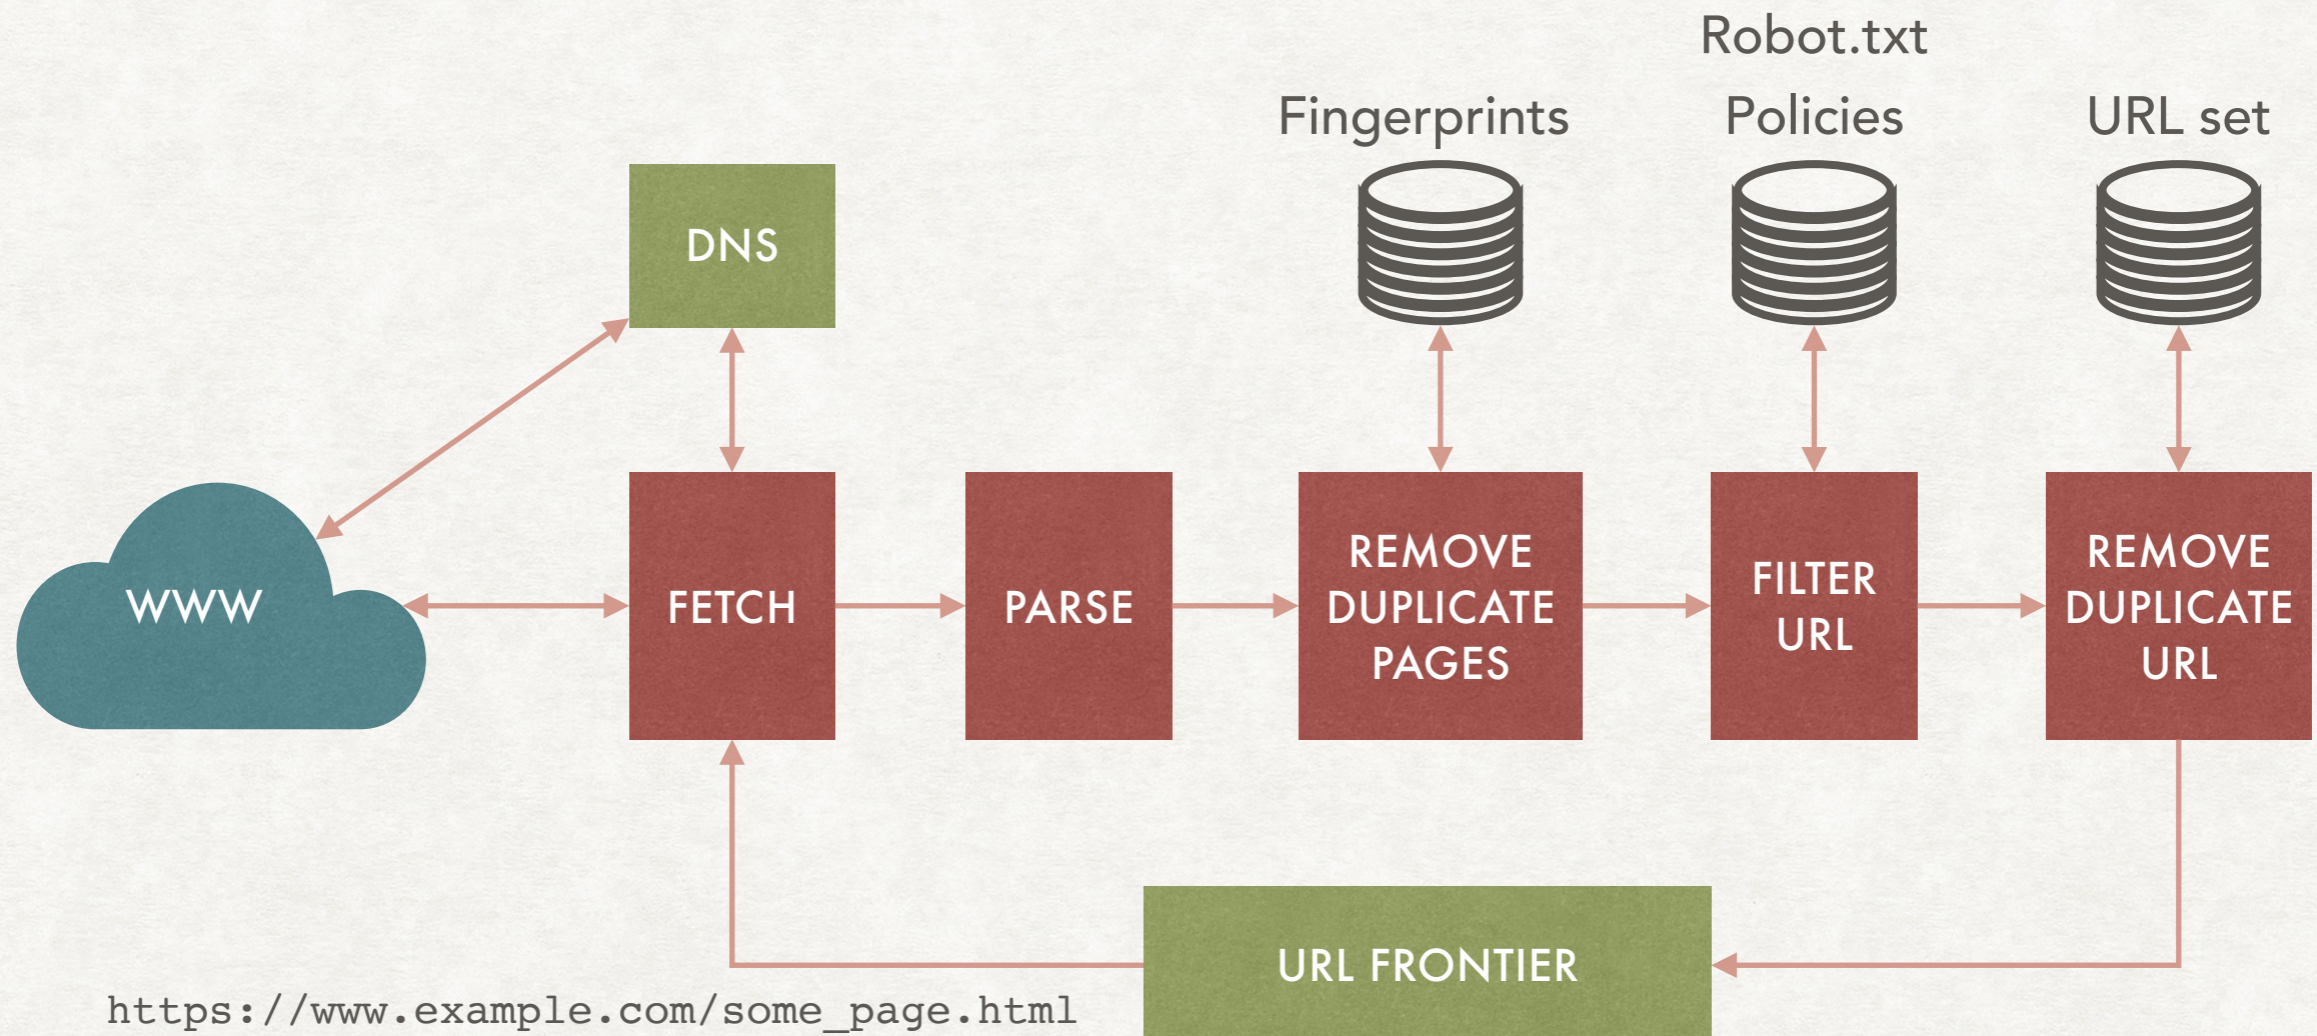 Robot.txt
Fingerprints
Policies
URL set
DNS
WWW
FETCH
PARSE
REMOVE
DUPLICATE
PAGES
FILTER
URL
REMOVE
DUPLICATE
URL
URL FRONTIER
https://www.example.com/some_page.html